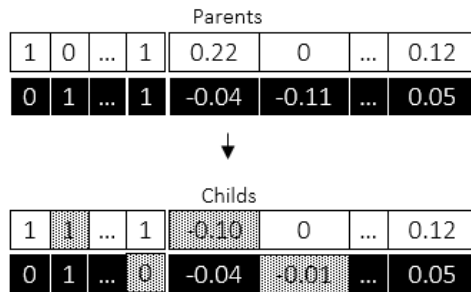 Parents
1 0 ... 1 0.22 0 ... 0.12
0 1 ... 1 -0.04 -0.11 ... 0.05
Childs
1 1 ... 1 -0.10 0 ... 0.12
0 1 ... 0 -0.04 -0.01 ... 0.05